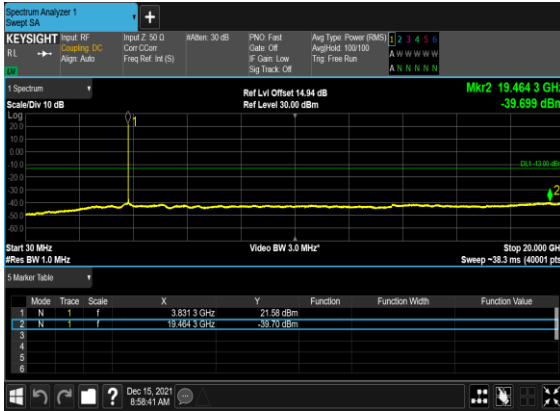 Spectrum Analyzer 1
Swept SA
+
KEYSIGHT Input: RF Input Z: 50 Ω #Atten: 30 dB PNO: Fast Avg Type: Power (RMS) 1 2 3 4 5 6
RL Coupling: DC Corr CCorr Gate: Off Avg|Hold: 100/100 A W W W W W
Align: Auto Freq Ref: Int (S) IF Gain: Low Trig: Free Run
Sig Track: Off A N N N N N
1 Spectrum Ref Lvl Offset 14.94 dB Mkr2 19.464 3 GHz
Scale/Div 10 dB Ref Level 30.00 dBm -39.699 dBm
Log
20.0
10.0
0.00
-10.0
DL1 -13.00 dBm
-20.0
-30.0
-40.0
-50.0
-60.0
1
2
Start 30 MHz Video BW 3.0 MHz* Stop 20.000 GHz
#Res BW 1.0 MHz Sweep ~38.3 ms (40001 pts)
5 Marker Table
Mode Trace Scale X Y Function Function Width Function Value
1 N 1 f 3.831 3 GHz 21.58 dBm
2 N 1 f 19.464 3 GHz -39.70 dBm
3
4
5
6
? Dec 15, 2021
8:58:41 AM